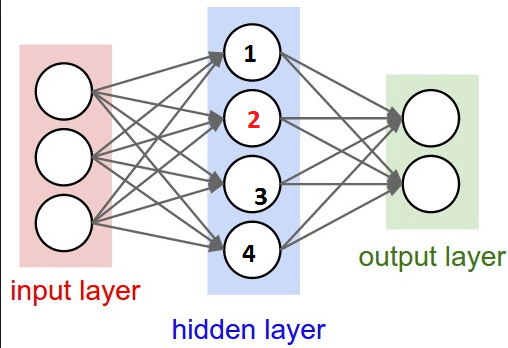 1
2
3
4
input layer
hidden layer
output layer